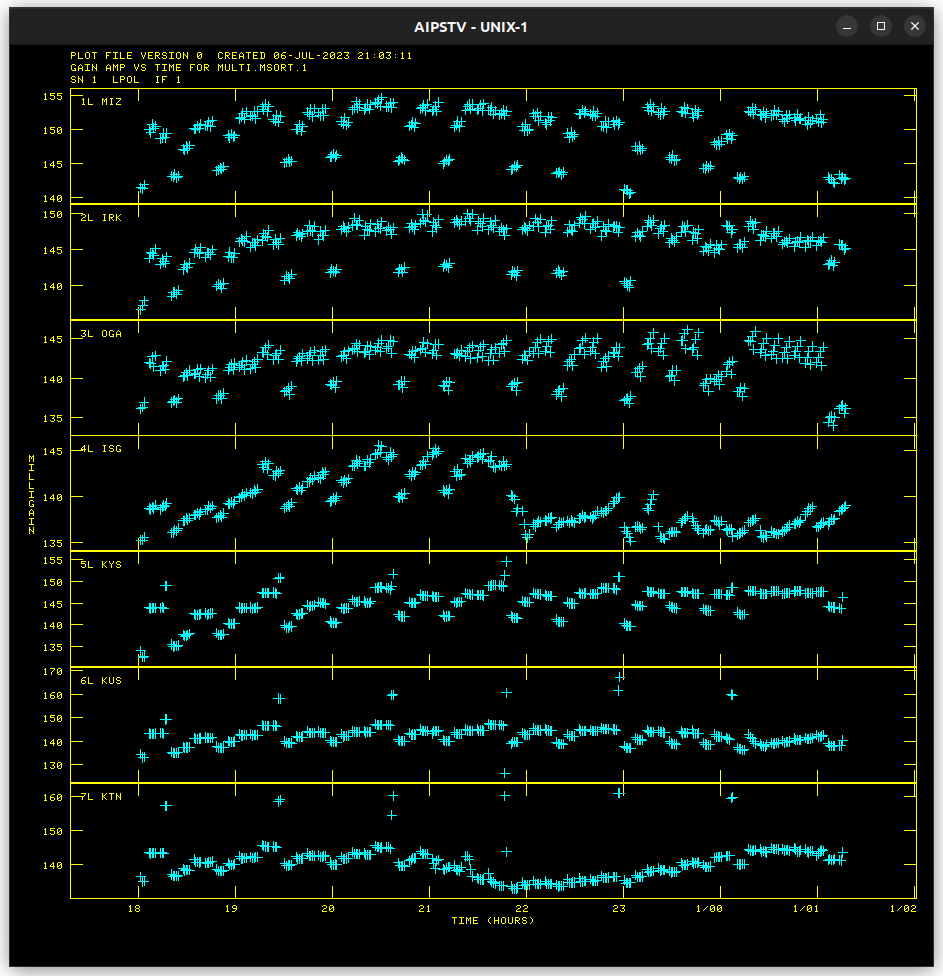 AIPSTV - UNIX-1
PLOT FILE VERSION 0 CREATED 06-JUL-2023 21:03:11
GAIN AMP VS TIME FOR MULTI.MSORT.1
SN 1 LPOL IF 1
155
1L MIZ
150
145
140
150
2L IRK
145
140
3L OGA
145
140
135
4L ISG
145
140
135
MILLIGAIN
155
5L KYS
150
145
140
135
170
6L KUS
160
150
140
130
160
7L KTN
150
140
18 19 20 21 22 23 1/00 1/01 1/02
TIME (HOURS)